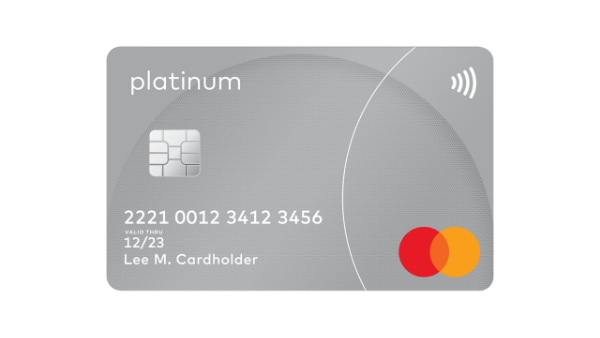 platinum
2221 0012 3412 3456
VALID THRU
12/23
Lee M. Cardholder